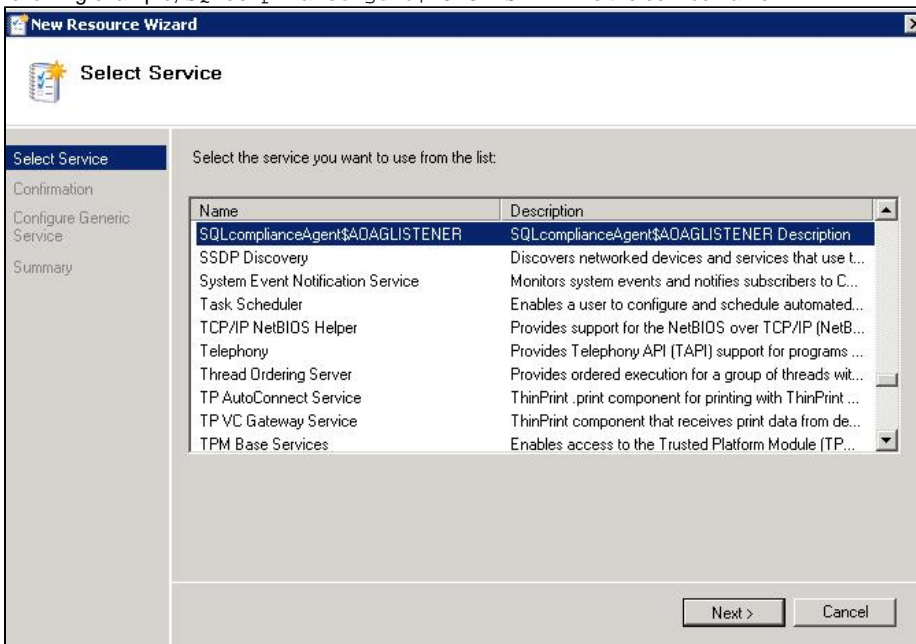 New Resource Wizard
Select Service
Select Service
Confirmation
Configure Generic
Service
Summary
Select the service you want to use from the list:
Name Description
SQLcomplianceAgent$AOAGLISTENER SQLcomplianceAgent$AOAGLISTENER Description
SSDP Discovery Discovers networked devices and services that use t...
System Event Notification Service Monitors system events and notifies subscribers to C...
Task Scheduler Enables a user to configure and schedule automated...
TCP/IP NetBIOS Helper Provides support for the NetBIOS over TCP/IP (NetB...
Telephony Provides Telephony API (TAPI) support for programs ...
Thread Ordering Server Provides ordered execution for a group of threads wit...
TP AutoConnect Service ThinPrint .print component for printing with ThinPrint ...
TP VC Gateway Service ThinPrint component that receives print data from de...
TPM Base Services Enables access to the Trusted Platform Module (TP...
Next > Cancel